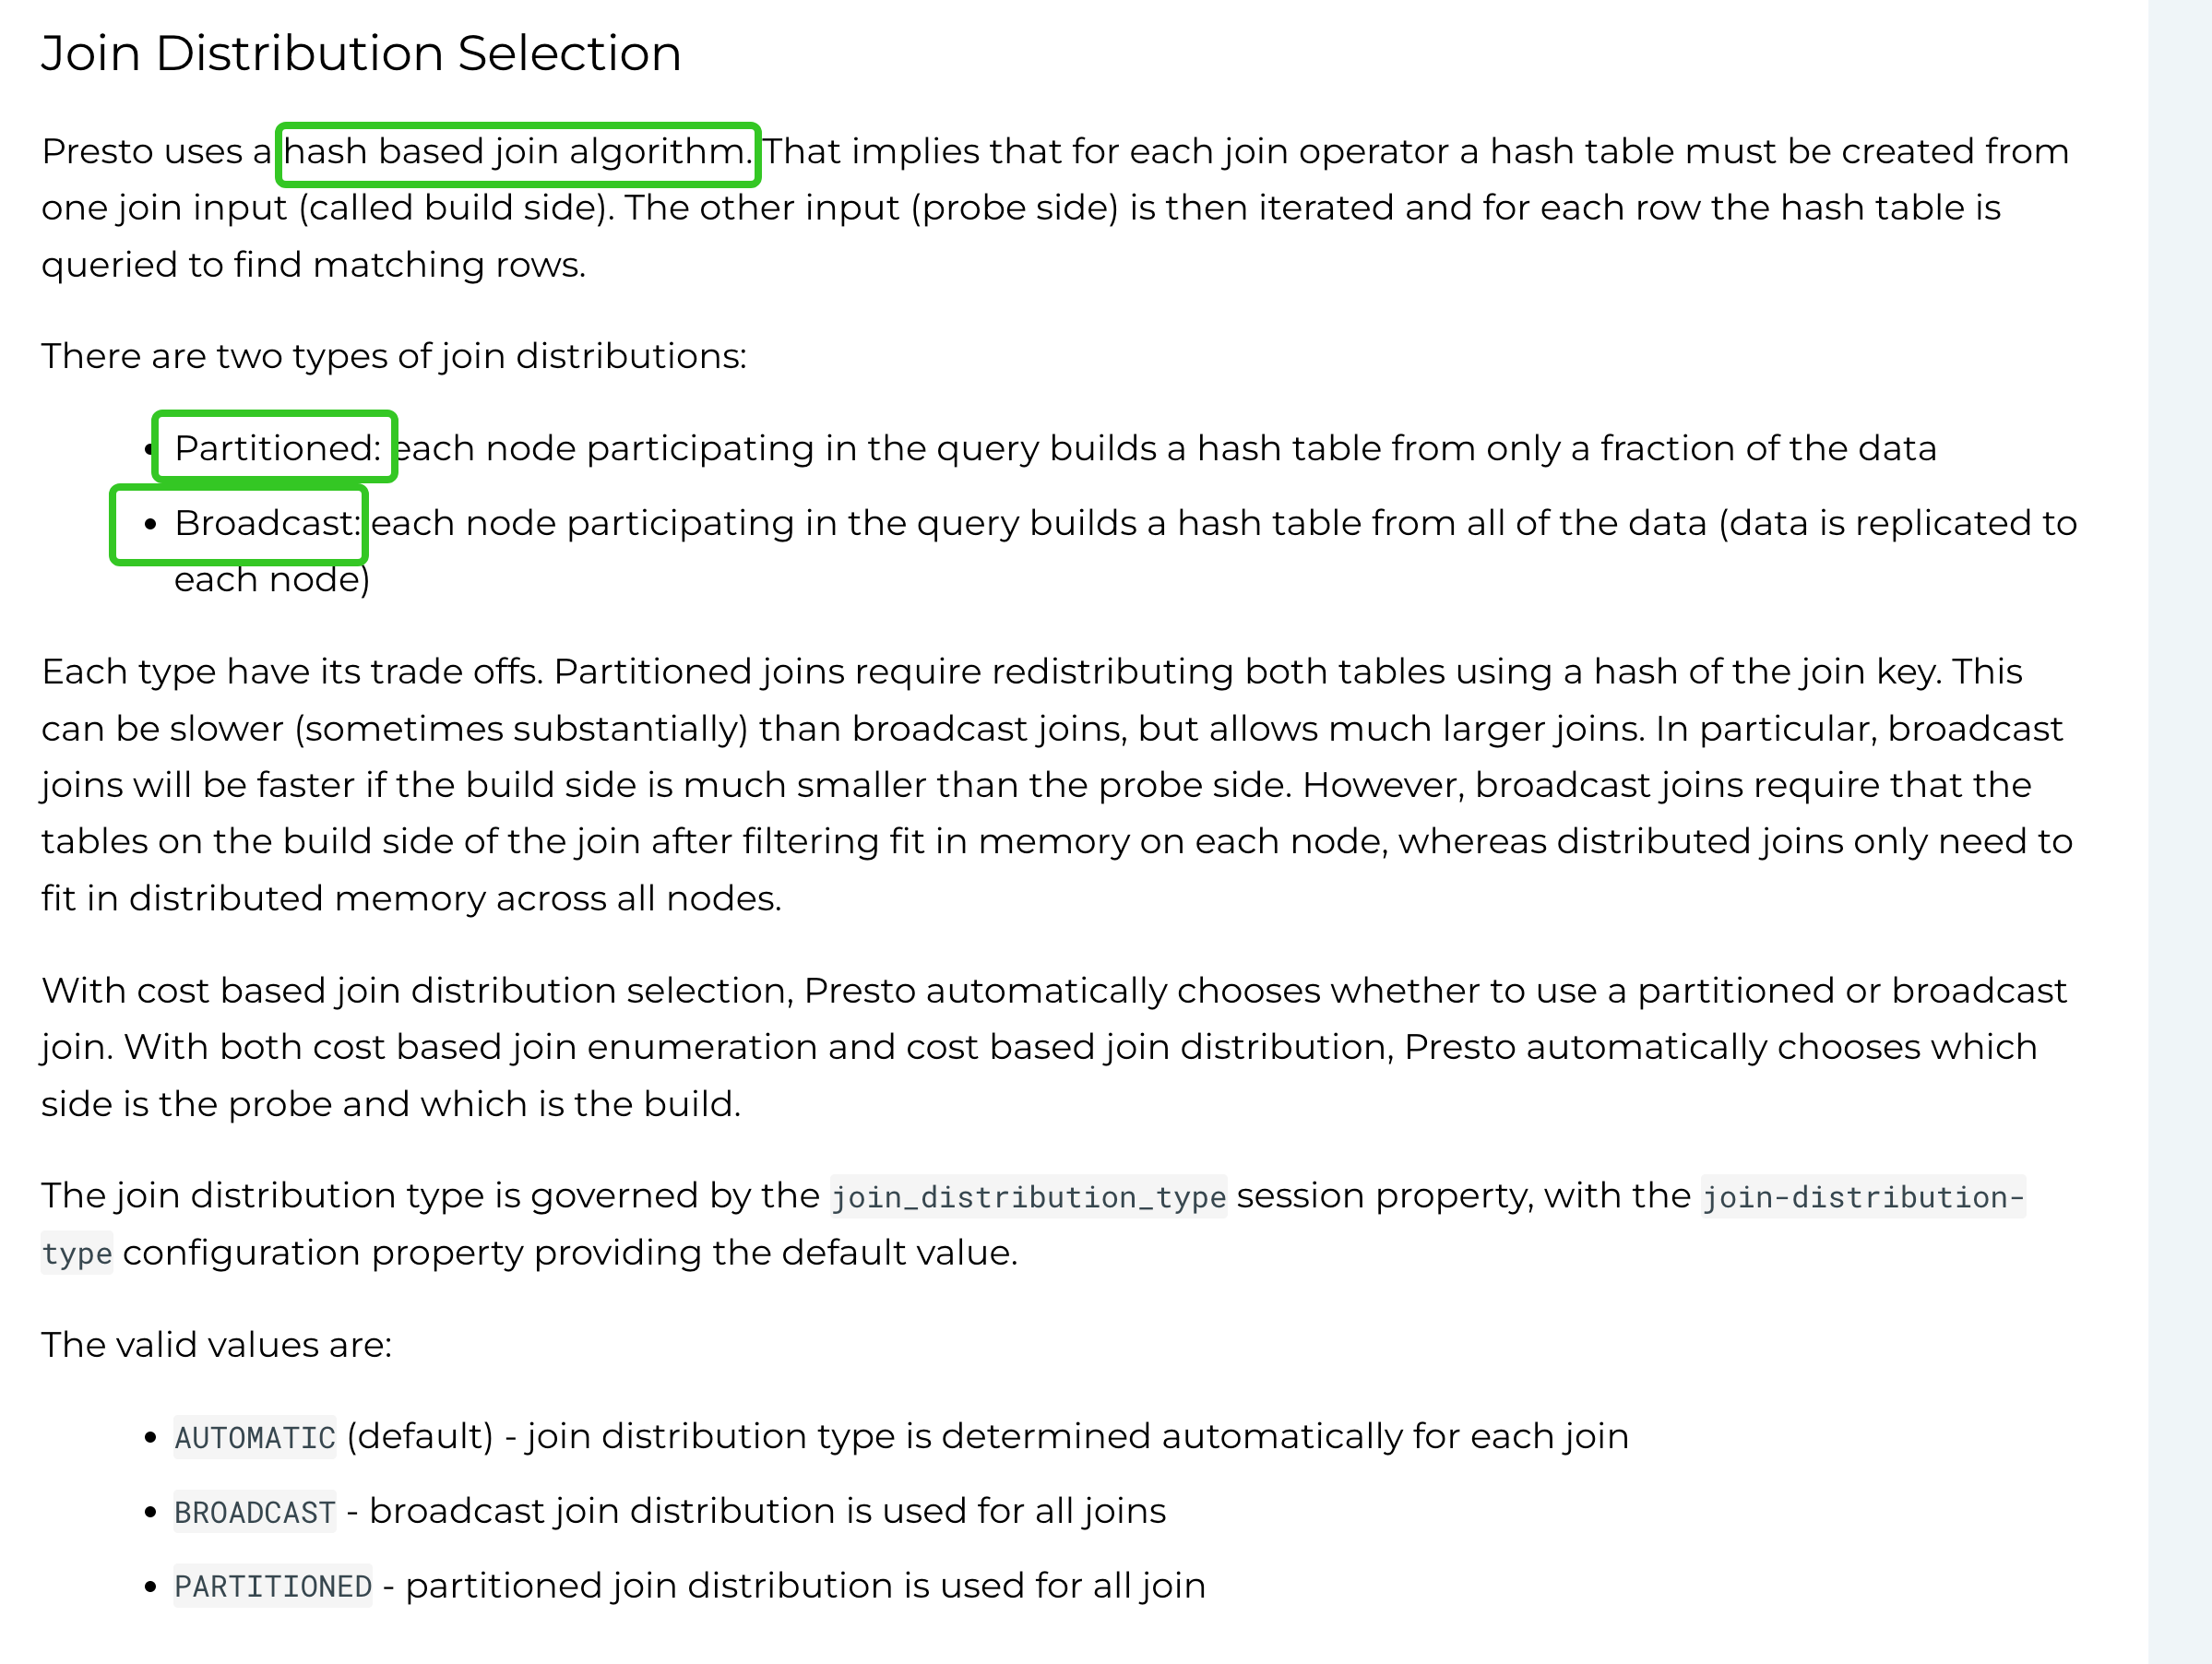 Join Distribution Selection
Presto uses a hash based join algorithm. That implies that for each join operator a hash table must be created from
one join input (called build side). The other input (probe side) is then iterated and for each row the hash table is
queried to find matching rows.
There are two types of join distributions:
• Partitioned: each node participating in the query builds a hash table from only a fraction of the data
• Broadcast: each node participating in the query builds a hash table from all of the data (data is replicated to
each node)
Each type have its trade offs. Partitioned joins require redistributing both tables using a hash of the join key. This
can be slower (sometimes substantially) than broadcast joins, but allows much larger joins. In particular, broadcast
joins will be faster if the build side is much smaller than the probe side. However, broadcast joins require that the
tables on the build side of the join after filtering fit in memory on each node, whereas distributed joins only need to
fit in distributed memory across all nodes.
With cost based join distribution selection, Presto automatically chooses whether to use a partitioned or broadcast
join. With both cost based join enumeration and cost based join distribution, Presto automatically chooses which
side is the probe and which is the build.
The join distribution type is governed by the join_distribution_type session property, with the join-distribution-
type configuration property providing the default value.
The valid values are:
• AUTOMATIC (default) - join distribution type is determined automatically for each join
• BROADCAST - broadcast join distribution is used for all joins
• PARTITIONED - partitioned join distribution is used for all join